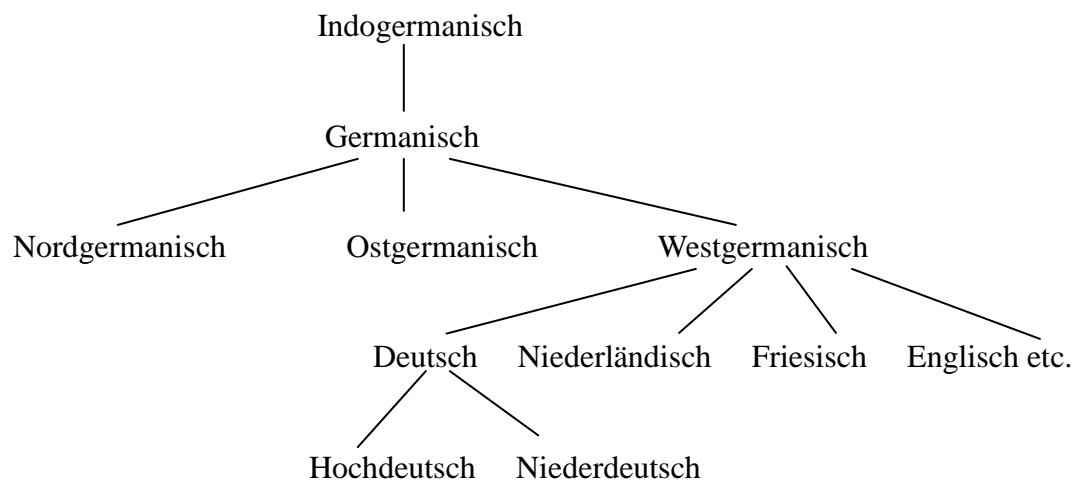 Indogermanisch
Germanisch
Nordgermanisch Ostgermanisch Westgermanisch
Deutsch Niederländisch Friesisch Englisch etc.
Hochdeutsch Niederdeutsch